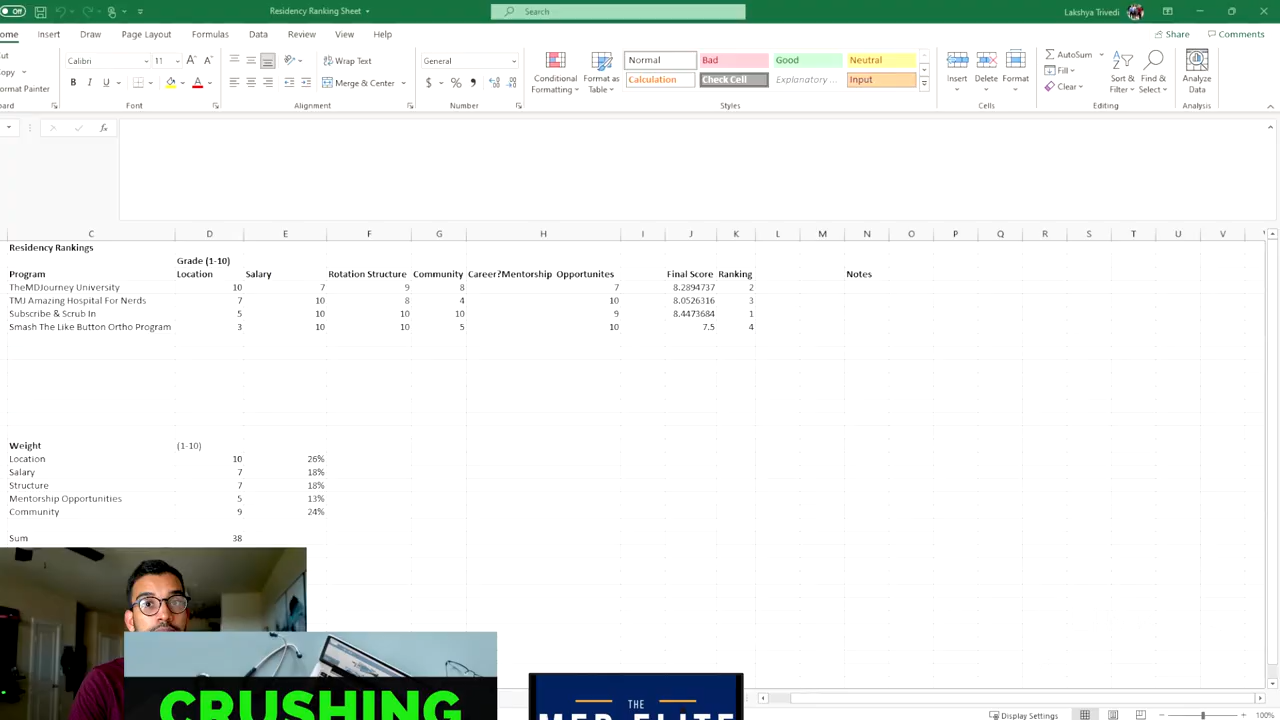 Off
Residency Ranking Sheet
Search
Lakshya Trivedi
ome Insert Draw Page Layout Formulas Data Review View Help
Share Comments
Cut
Copy
Format Painter
Calibri 11
B I U
Wrap Text
Merge & Center
General
$ %
Conditional Formatting
Format as Table
Normal Bad Good Neutral
Calculation Check Cell Explanatory ... Input
Insert Delete Format
AutoSum
Fill
Clear
Sort & Filter
Find & Select
Analyze Data
Font Alignment Number Styles Cells Editing Analysis
fx
C D E F G H I J K L M N O P Q R S T U V
Residency Rankings
Grade (1-10)
Program Location Salary Rotation Structure Community Career?Mentorship Opportunites Final Score Ranking Notes
TheMDJourney University 10 7 9 8 7 8.2894737 2
TMJ Amazing Hospital For Nerds 7 10 8 4 10 8.0526316 3
Subscribe & Scrub In 5 10 10 10 9 8.4473684 1
Smash The Like Button Ortho Program 3 10 10 5 10 7.5 4
Weight (1-10)
Location 10 26%
Salary 7 18%
Structure 7 18%
Mentorship Opportunities 5 13%
Community 9 24%
Sum 38
CRUSHING
THE
MED ELITE
Display Settings
100%